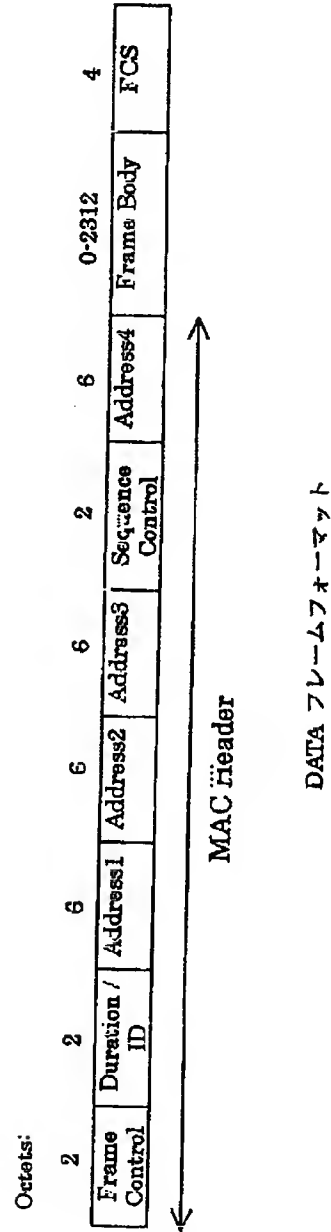 Octets:
2 2 6 6 6 2 6 0-2312 4
Frame Control
Duration / ID
Address1
Address2
Address3
Sequence Control
Address4
Frame Body
FCS
MAC Header
DATA フレームフォーマット